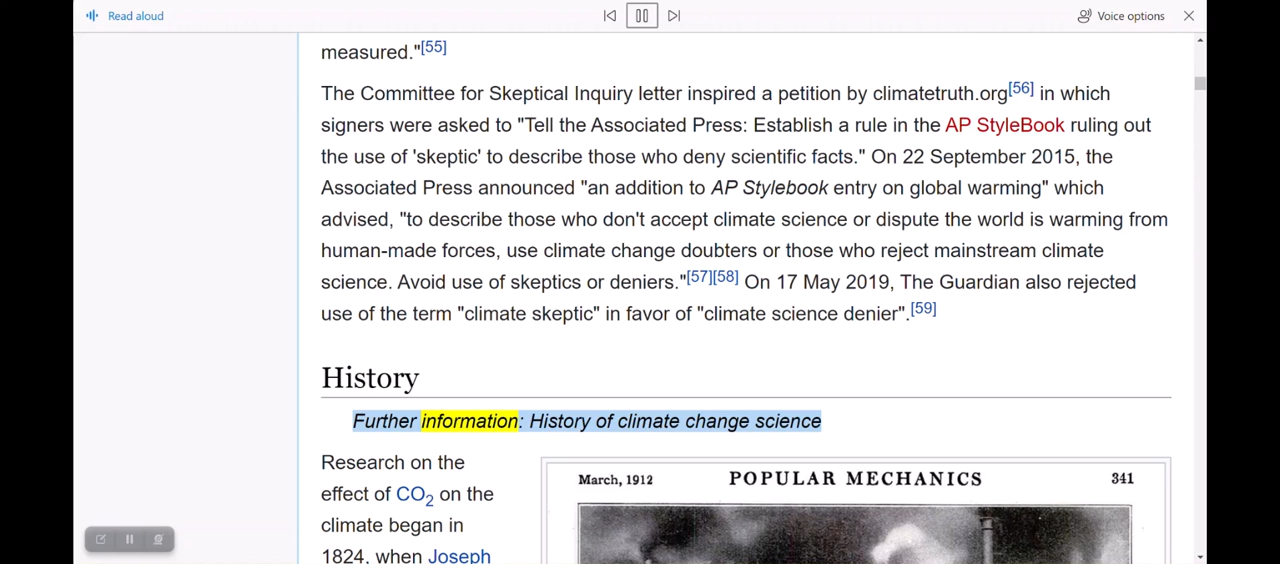 Read aloud
Voice options
measured."[55]
The Committee for Skeptical Inquiry letter inspired a petition by climatetruth.org[56] in which
signers were asked to "Tell the Associated Press: Establish a rule in the AP StyleBook ruling out
the use of 'skeptic' to describe those who deny scientific facts." On 22 September 2015, the
Associated Press announced "an addition to AP Stylebook entry on global warming" which
advised, "to describe those who don't accept climate science or dispute the world is warming from
human-made forces, use climate change doubters or those who reject mainstream climate
science. Avoid use of skeptics or deniers."[57][58] On 17 May 2019, The Guardian also rejected
use of the term "climate skeptic" in favor of "climate science denier".[59]
History
Further information: History of climate change science
Research on the
effect of CO₂ on the
climate began in
1824, when Joseph
March, 1912 POPULAR MECHANICS 341